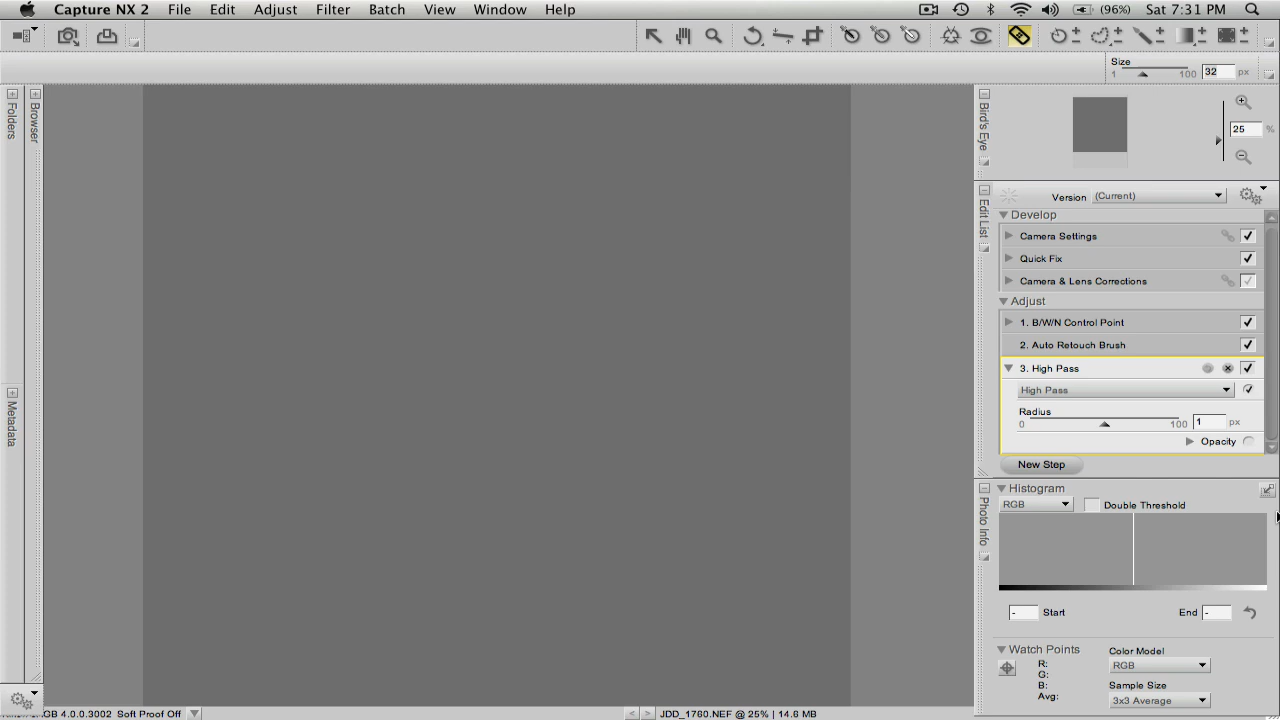 Capture NX 2 File Edit Adjust Filter Batch View Window Help (96%) Sat 7:31 PM
Size
1 100 32 px
Folders
Browser
Metadata
Bird's Eye
25 %
Edit List
Version (Current)
Develop
Camera Settings
Quick Fix
Camera & Lens Corrections
Adjust
1. B/W/N Control Point
2. Auto Retouch Brush
3. High Pass
High Pass
Radius
0 100 1 px
Opacity
New Step
Photo Info
Histogram
RGB Double Threshold
- Start End -
Watch Points Color Model
R: RGB
G:
B: Sample Size
Avg: 3x3 Average
4.0.0.3002 Soft Proof Off < > JDD_1760.NEF @ 25% | 14.6 MB